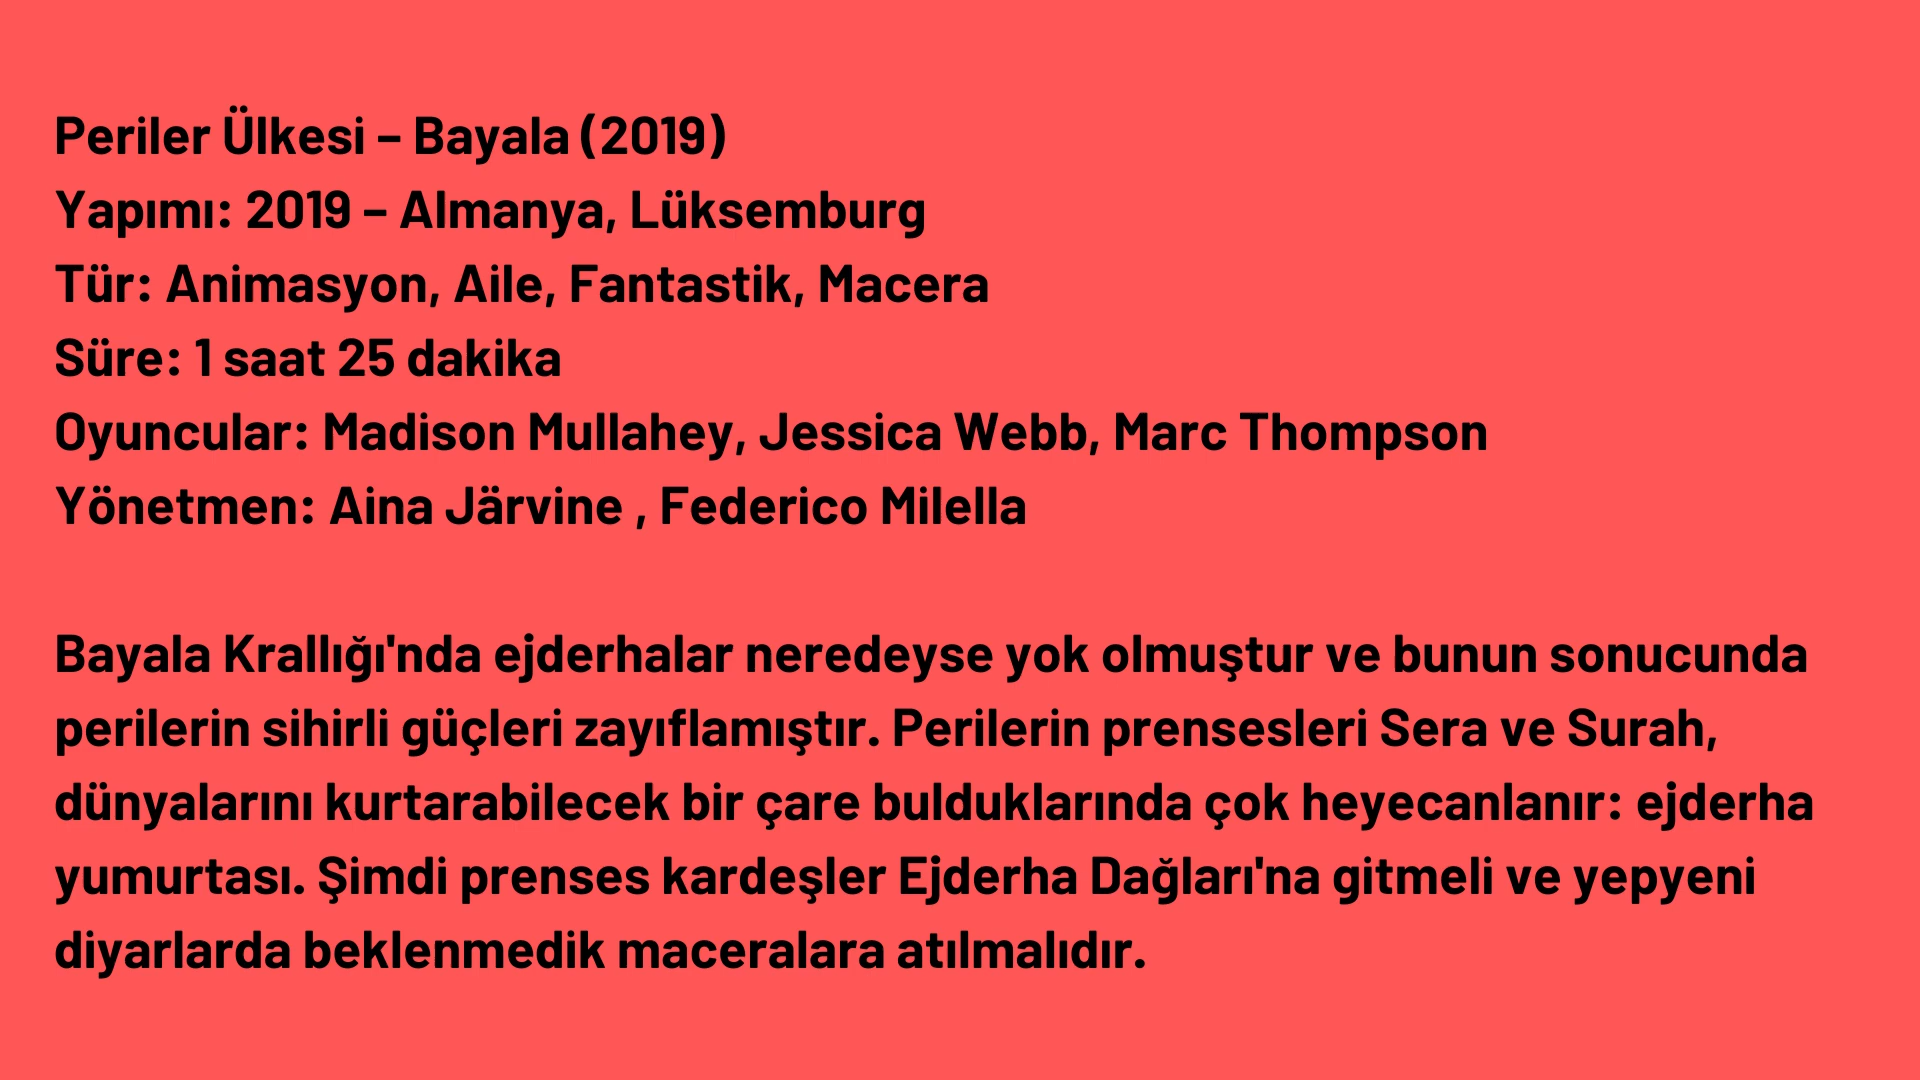 Periler Ülkesi – Bayala (2019)
Yapımı: 2019 – Almanya, Lüksemburg
Tür: Animasyon, Aile, Fantastik, Macera
Süre: 1 saat 25 dakika
Oyuncular: Madison Mullahey, Jessica Webb, Marc Thompson
Yönetmen: Aina Järvine , Federico Milella
Bayala Krallığı'nda ejderhalar neredeyse yok olmuştur ve bunun sonucunda
perilerin sihirli güçleri zayıflamıştır. Perilerin prensesleri Sera ve Surah,
dünyalarını kurtarabilecek bir çare bulduklarında çok heyecanlanır: ejderha
yumurtası. Şimdi prenses kardeşler Ejderha Dağları'na gitmeli ve yepyeni
diyarlarda beklenmedik maceralara atılmalıdır.